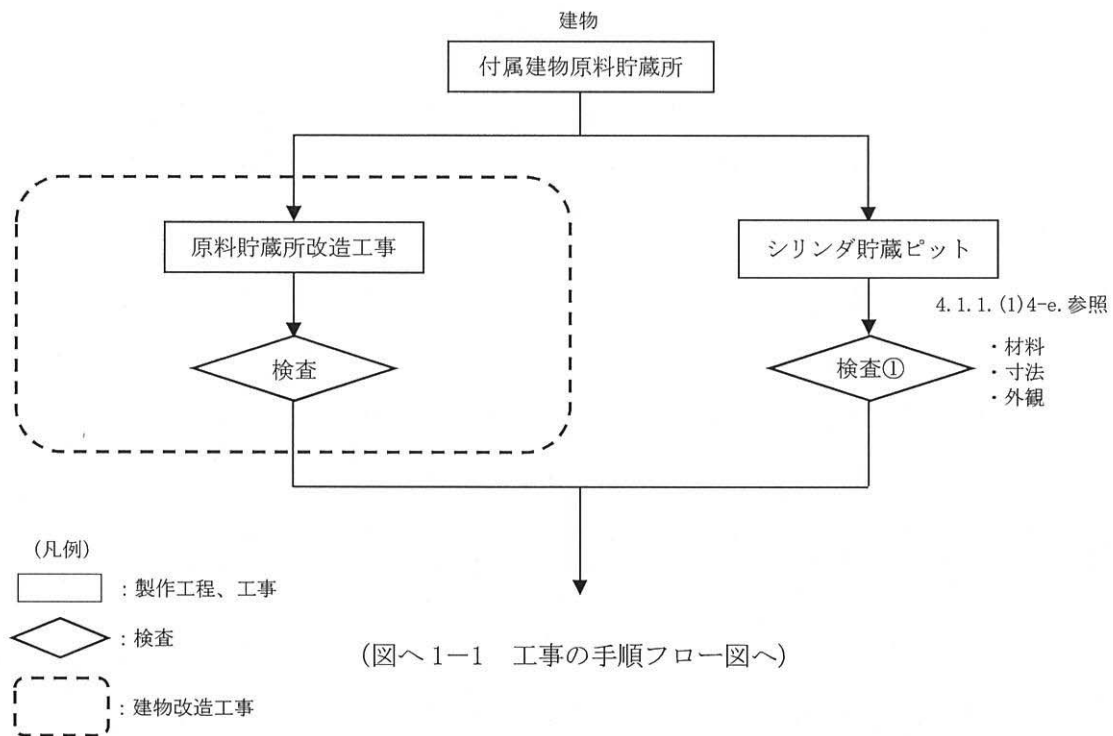 建物
付属建物原料貯蔵所
原料貯蔵所改造工事
シリンダ貯蔵ピット
4.1.1.(1)4-e.参照
検査
検査①
・材料
・寸法
・外観
(凡例)
：製作工程、工事
：検査
：建物改造工事
(図へ1－1　工事の手順フロー図へ)